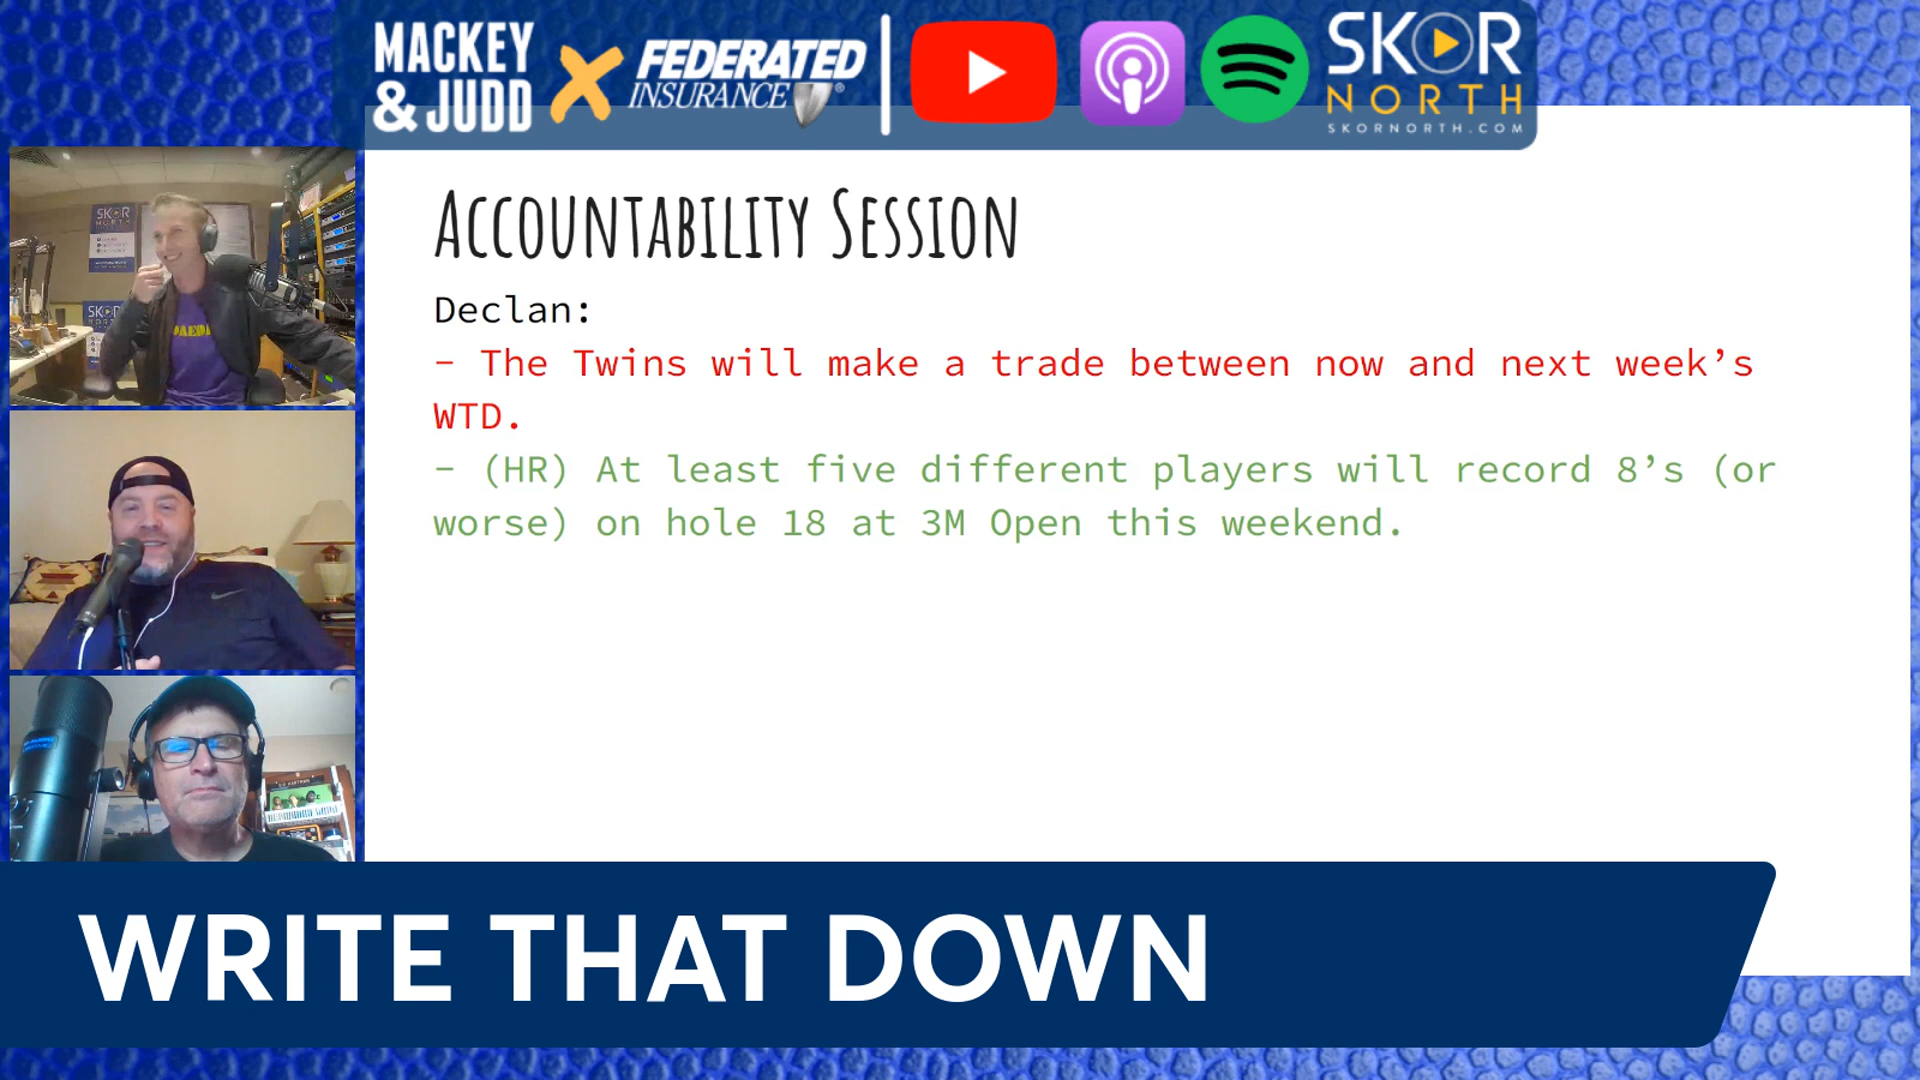 MACKEY
& JUDD
FEDERATED
INSURANCE®
SKOR
NORTH
SKORNORTH.COM
Accountability Session
Declan:
- The Twins will make a trade between now and next week’s
WTD.
- (HR) At least five different players will record 8’s (or
worse) on hole 18 at 3M Open this weekend.
SKOR
NORTH
WRITE THAT DOWN